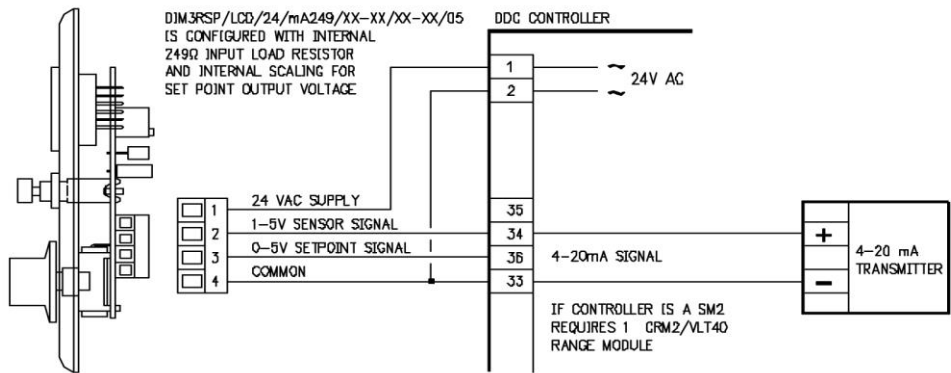 DIM3RSP/LCD/24/mA249/XX-XX/XX-XX/05
IS CONFIGURED WITH INTERNAL
249Ω INPUT LOAD RESISTOR
AND INTERNAL SCALING FOR
SET POINT OUTPUT VOLTAGE
DDC CONTROLLER
1
2
~
24V AC
~
1 24 VAC SUPPLY
2 1-5V SENSOR SIGNAL
3 0-5V SETPOINT SIGNAL
4 COMMON
35
34
36
33
4-20mA SIGNAL
+
-
4-20 mA
TRANSMITTER
IF CONTROLLER IS A SM2
REQUIRES 1 CRM2/VLT40
RANGE MODULE